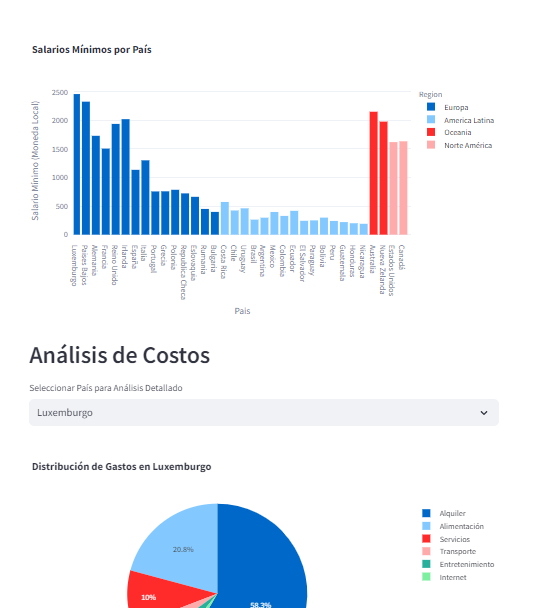 Salarios Mínimos por País
Salario Mínimo (Moneda Local)
2500
2000
1500
1000
500
0
Region
Europa
America Latina
Oceania
Norte América
Luxemburgo
Países Bajos
Alemania
Francia
Reino Unido
Irlanda
España
Italia
Portugal
Grecia
Polonia
Republica Checa
Eslovaquia
Rumania
Bulgaria
Costa Rica
Chile
Uruguay
Brasil
Argentina
Mexico
Colombia
Ecuador
El Salvador
Paraguay
Bolivia
Peru
Guatemala
Honduras
Nicaragua
Australia
Nueva Zelanda
Estados Unidos
Canadá
País
Análisis de Costos
Seleccionar País para Análisis Detallado
Luxemburgo
Distribución de Gastos en Luxemburgo
20.8%
10%
58.3%
Alquiler
Alimentación
Servicios
Transporte
Entretenimiento
Internet